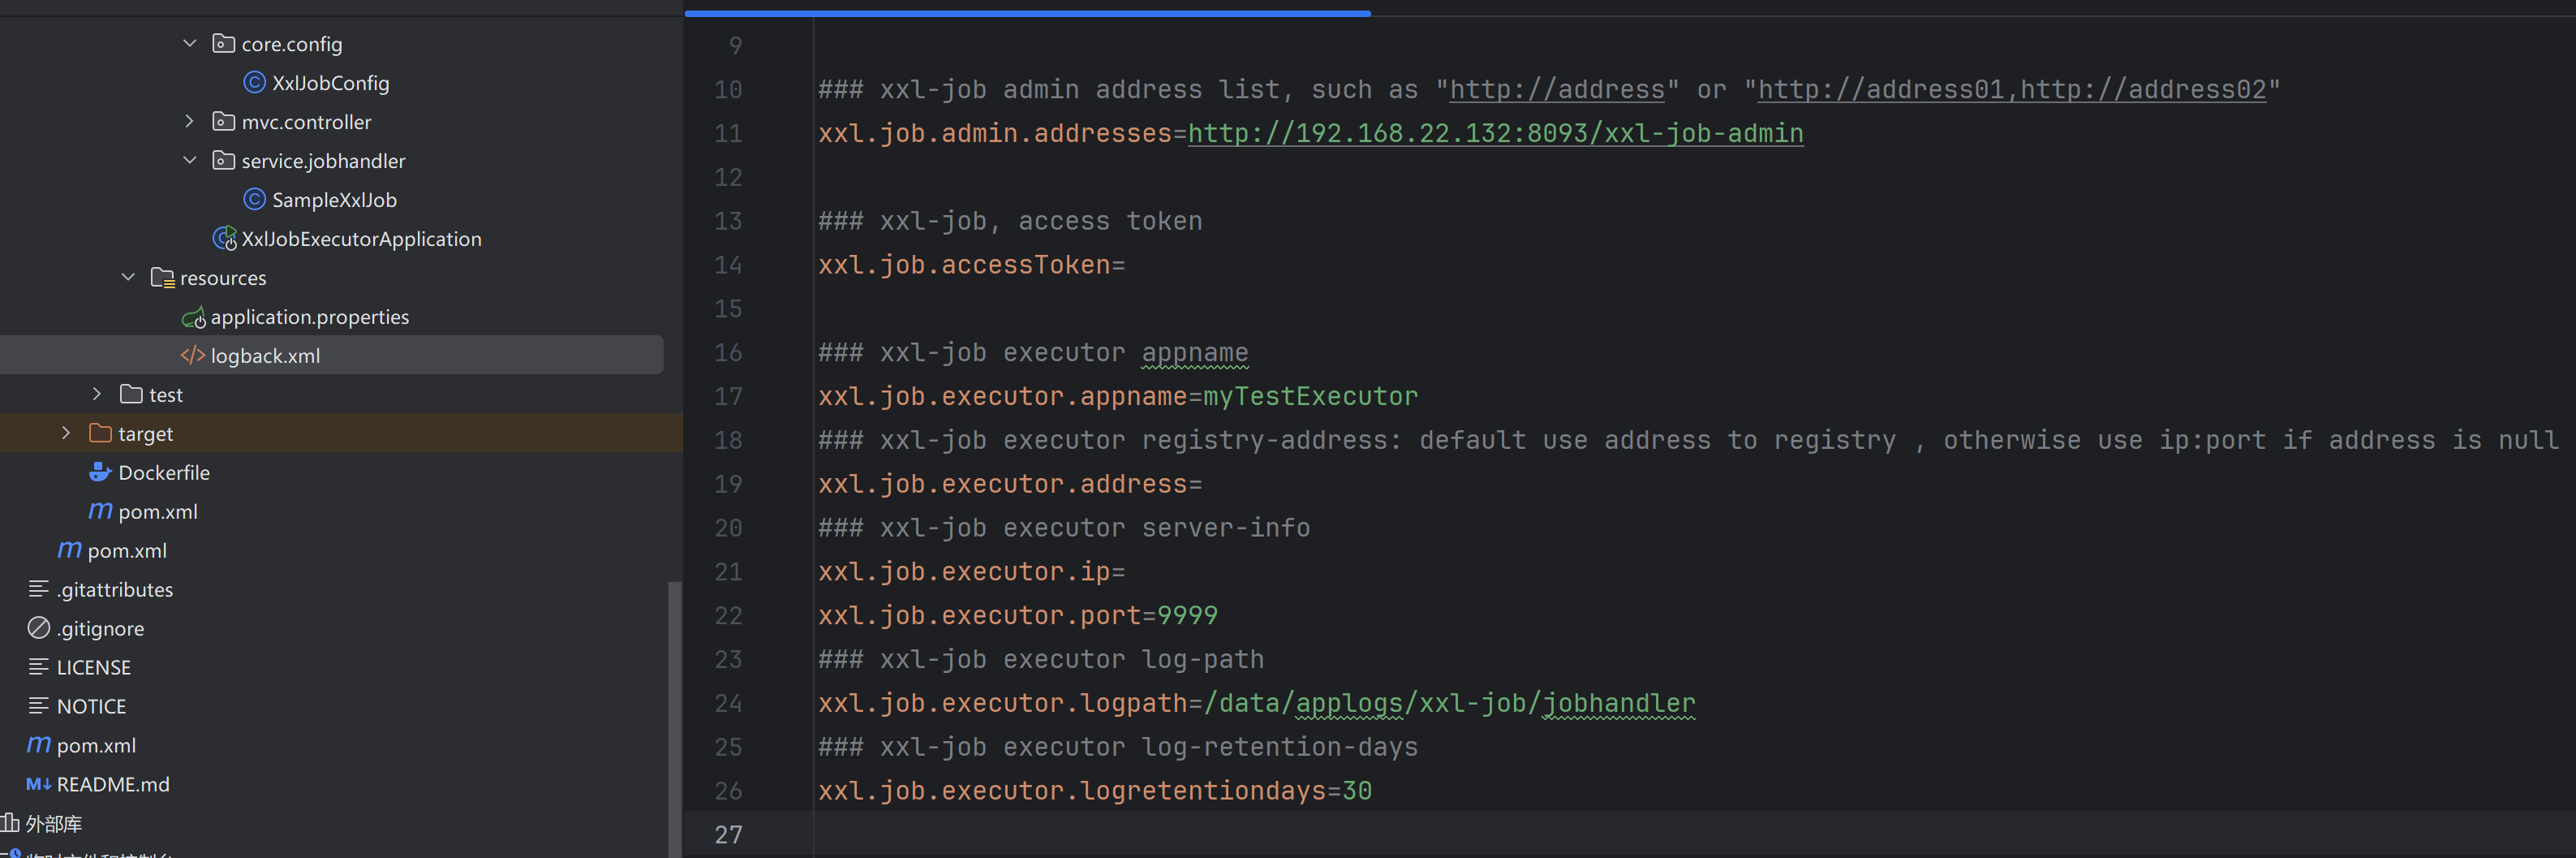 core.config
XxlJobConfig
mvc.controller
service.jobhandler
SampleXxlJob
XxlJobExecutorApplication
resources
application.properties
logback.xml
test
target
Dockerfile
pom.xml
pom.xml
.gitattributes
.gitignore
LICENSE
NOTICE
pom.xml
README.md
外部库
9
10 ### xxl-job admin address list, such as "http://address" or "http://address01,http://address02"
11 xxl.job.admin.addresses=http://192.168.22.132:8093/xxl-job-admin
12
13 ### xxl-job, access token
14 xxl.job.accessToken=
15
16 ### xxl-job executor appname
17 xxl.job.executor.appname=myTestExecutor
18 ### xxl-job executor registry-address: default use address to registry , otherwise use ip:port if address is null
19 xxl.job.executor.address=
20 ### xxl-job executor server-info
21 xxl.job.executor.ip=
22 xxl.job.executor.port=9999
23 ### xxl-job executor log-path
24 xxl.job.executor.logpath=/data/applogs/xxl-job/jobhandler
25 ### xxl-job executor log-retention-days
26 xxl.job.executor.logretentiondays=30
27